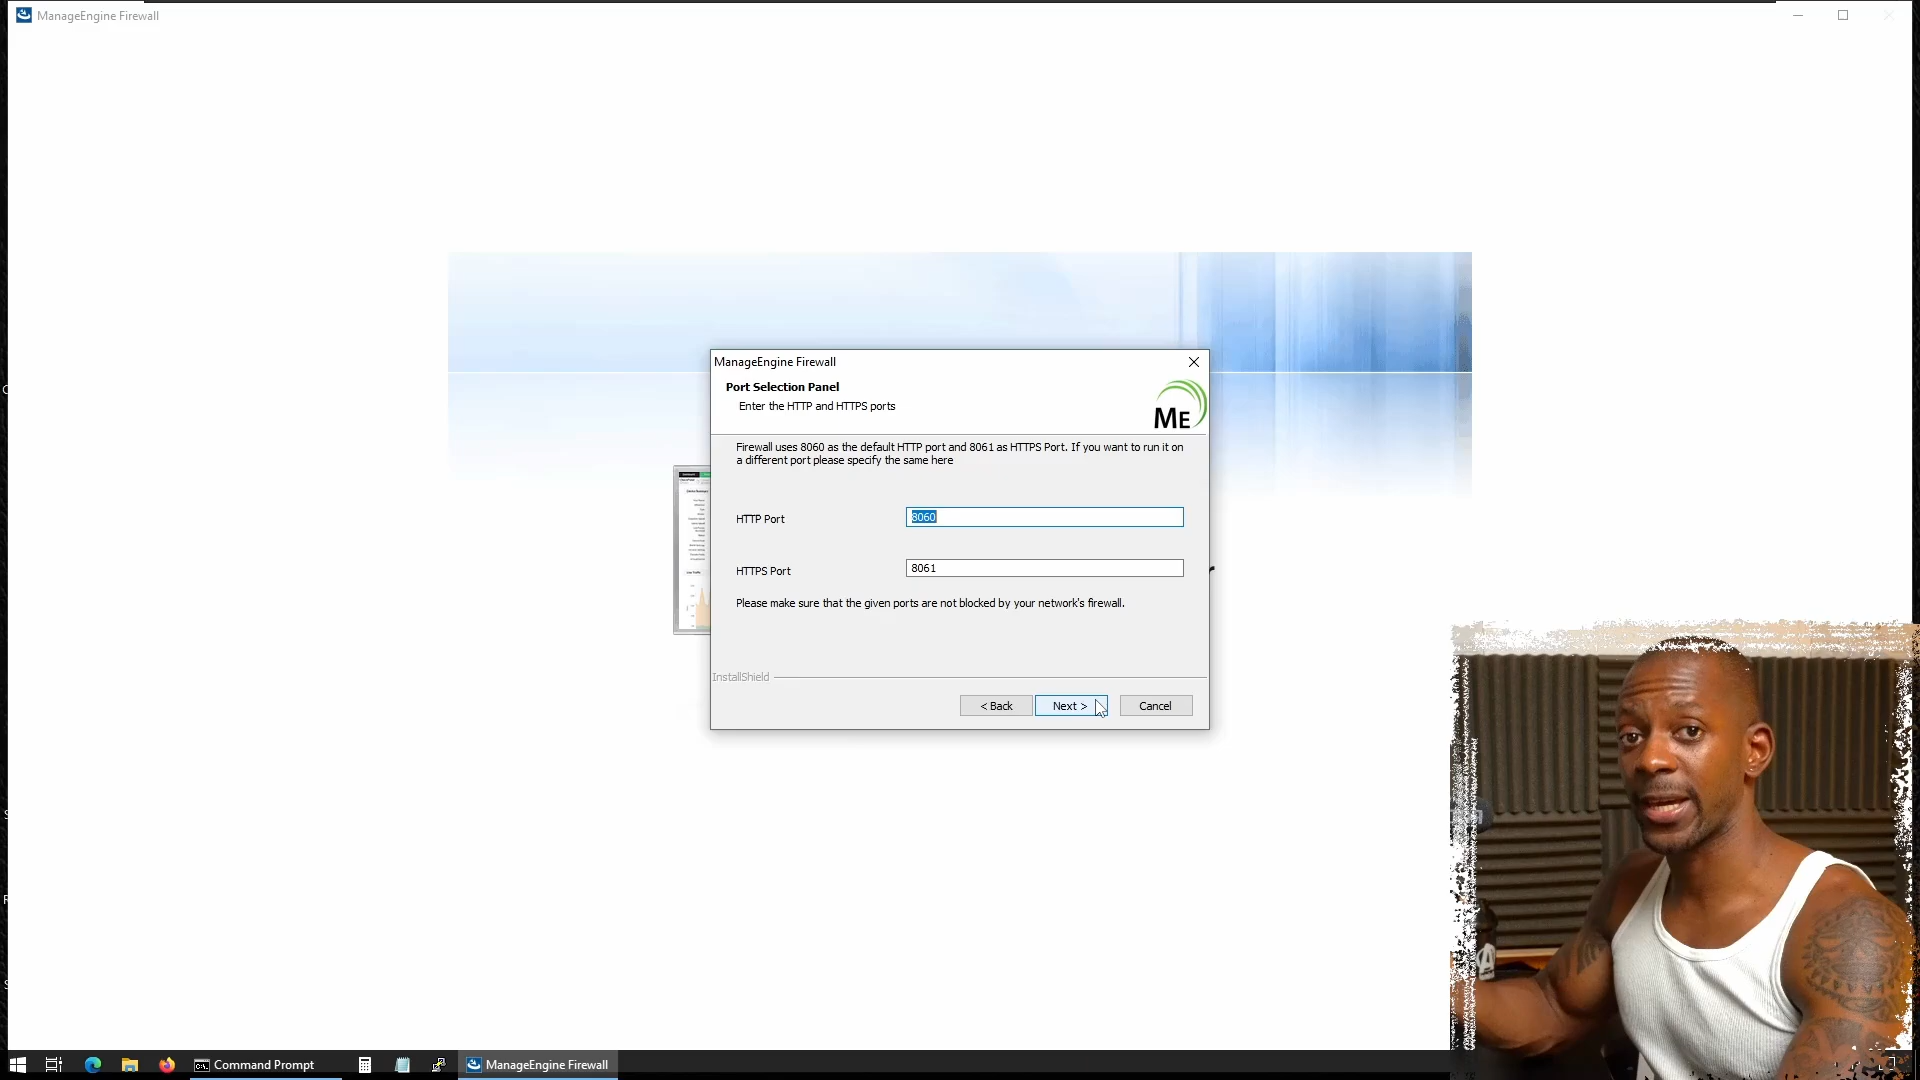 ManageEngine Firewall
ManageEngine Firewall
Port Selection Panel
Enter the HTTP and HTTPS ports
ME
Firewall uses 8060 as the default HTTP port and 8061 as HTTPS Port. If you want to run it on
a different port please specify the same here
HTTP Port
8060
HTTPS Port
8061
Please make sure that the given ports are not blocked by your network's firewall.
InstallShield
< Back
Next >
Cancel
Command Prompt
ManageEngine Firewall